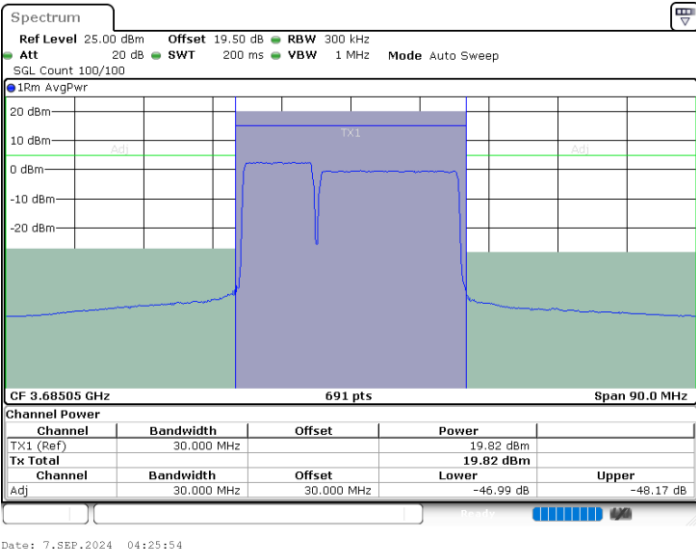 Spectrum
Ref Level 25.00 dBm Offset 19.50 dB RBW 300 kHz
Att 20 dB SWT 200 ms VBW 1 MHz Mode Auto Sweep
SGL Count 100/100
1Rm AvgPwr
20 dBm
TX1
10 dBm
Adj Adj
0 dBm
-10 dBm
-20 dBm
CF 3.68505 GHz 691 pts Span 90.0 MHz
Channel Power
Channel Bandwidth Offset Power
TX1 (Ref) 30.000 MHz 19.82 dBm
Tx Total 19.82 dBm
Channel Bandwidth Offset Lower Upper
Adj 30.000 MHz 30.000 MHz -46.99 dB -48.17 dB
Ready
Date: 7.SEP.2024 04:25:54